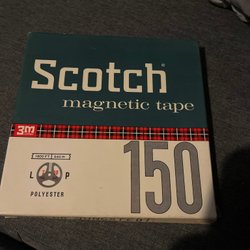 Scotch®
magnetic tape
3M
L P
POLYESTER
150